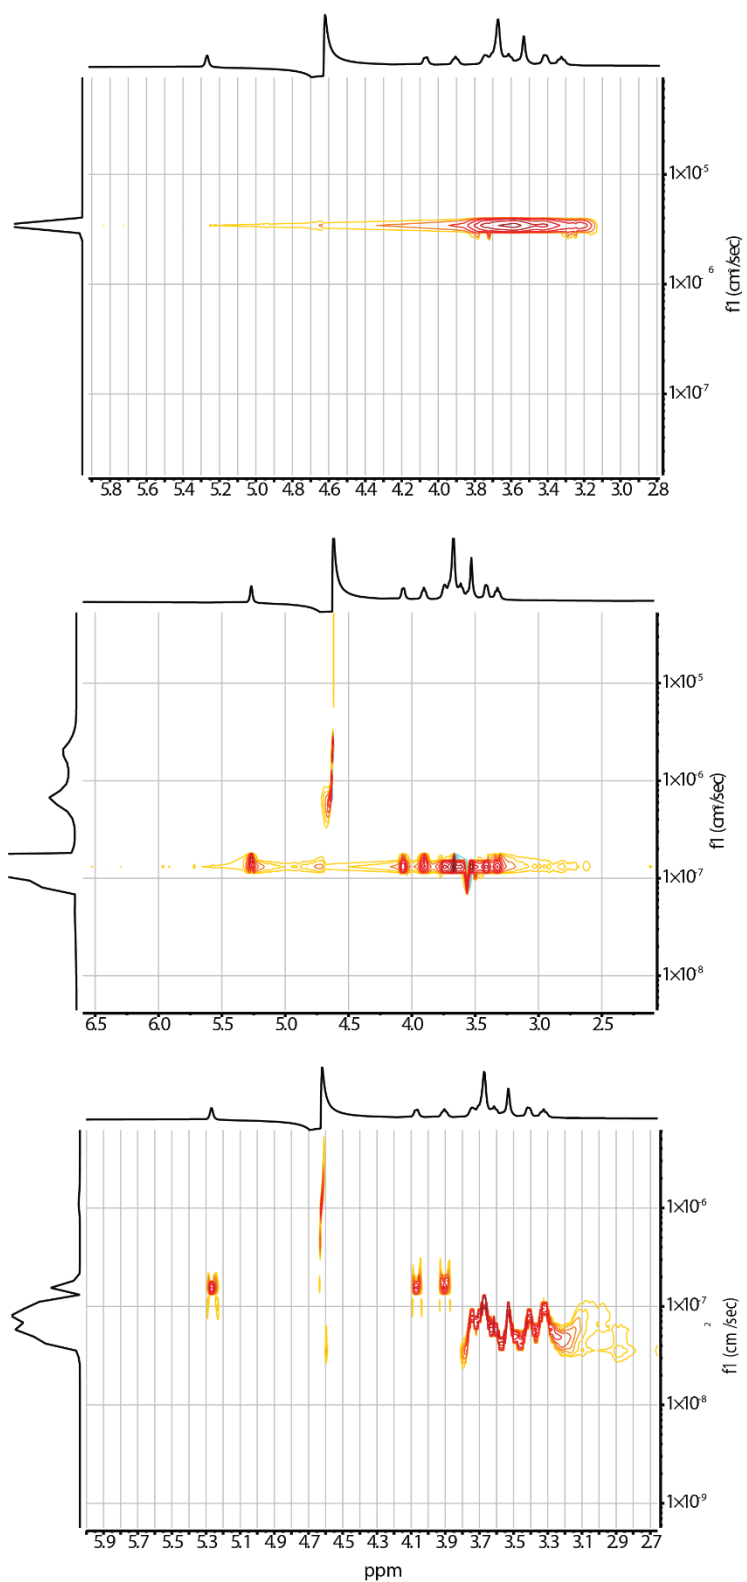 1×10⁻⁵
1×10⁻⁶
1×10⁻⁷
f1 (cm²/sec)
5.8 5.6 5.4 5.2 5.0 4.8 4.6 4.4 4.2 4.0 3.8 3.6 3.4 3.2 3.0 2.8
1×10⁻⁵
1×10⁻⁶
1×10⁻⁷
1×10⁻⁸
f1 (cm²/sec)
6.5 6.0 5.5 5.0 4.5 4.0 3.5 3.0 2.5
1×10⁻⁶
1×10⁻⁷
1×10⁻⁸
1×10⁻⁹
f1 (cm²/sec)
5.9 5.7 5.5 5.3 5.1 4.9 4.7 4.5 4.3 4.1 3.9 3.7 3.5 3.3 3.1 2.9 2.7
ppm